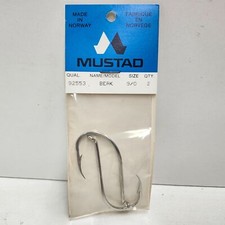 MADE IN NORWAY
FABRIQUE EN NORVEGE
MUSTAD
QUAL. NAME/MODEL SIZE QTY.
92553 BEAK 9/0 2